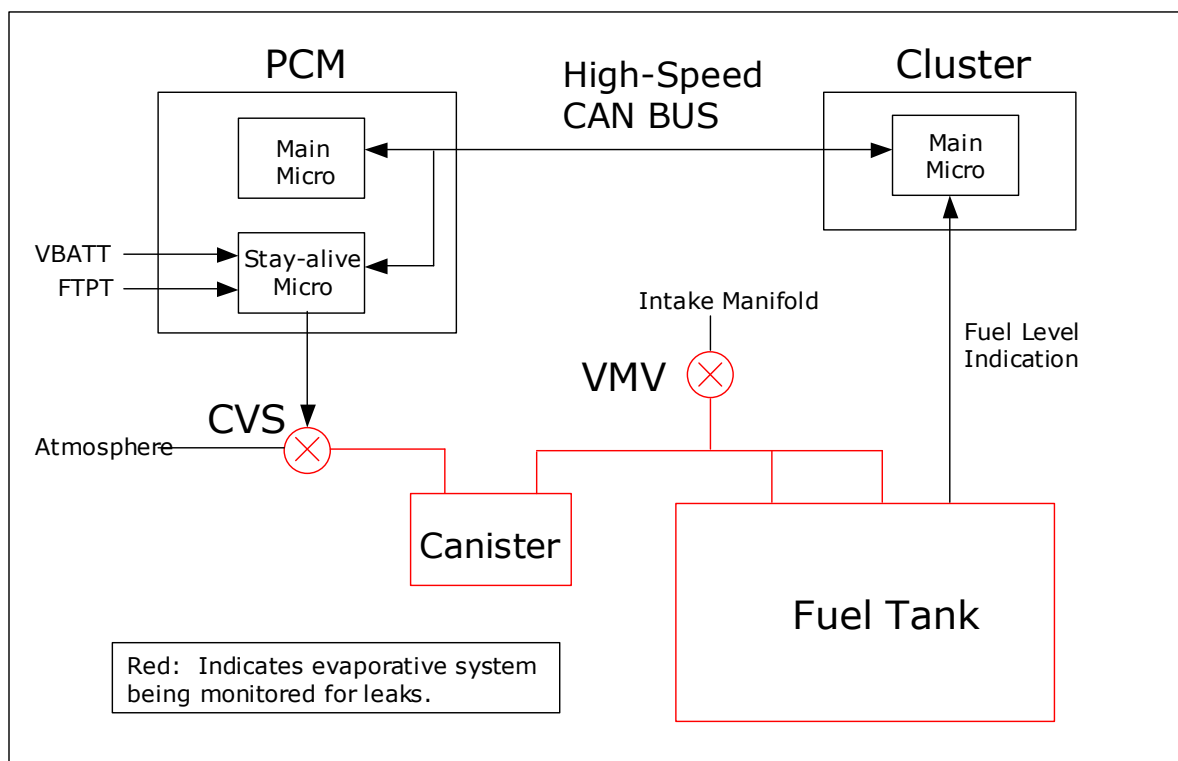 PCM
High-Speed
CAN BUS
Cluster
Main
Micro
Main
Micro
VBATT
FTPT
Stay-alive
Micro
Intake Manifold
Fuel Level
Indication
VMV
CVS
Atmosphere
Canister
Fuel Tank
Red:  Indicates evaporative system
being monitored for leaks.